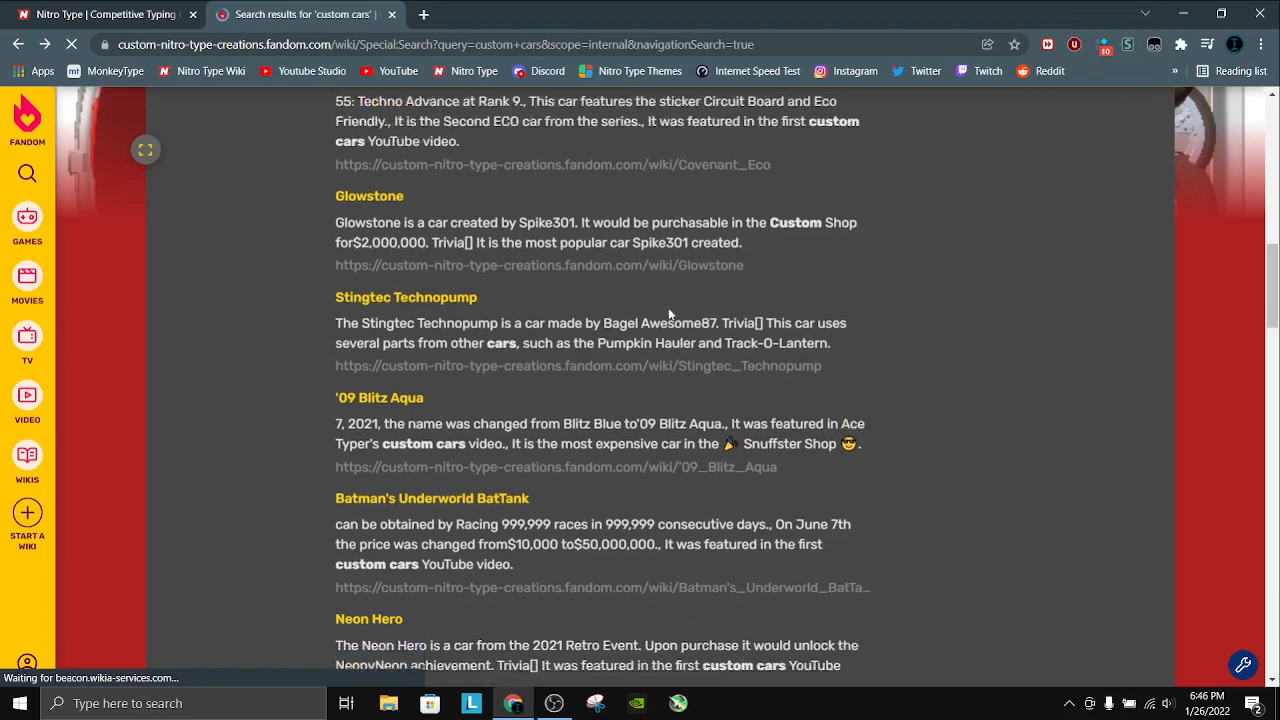 Nitro Type | Competitive Typing
Search results for 'custom cars' |
custom-nitro-type-creations.fandom.com/wiki/Special:Search?query=custom+cars&scope=internal&navigationSearch=true
10
Apps
mt MonkeyType
N Nitro Type Wiki
YouTube Studio
YouTube
N Nitro Type
Discord
Nitro Type Themes
Internet Speed Test
Instagram
Twitter
Twitch
Reddit
»
Reading list
FANDOM
GAMES
MOVIES
TV
VIDEO
WIKIS
START A
WIKI
55: Techno Advance at Rank 9., This car features the sticker Circuit Board and Eco
Friendly., It is the Second ECO car from the series., It was featured in the first custom
cars YouTube video.
https://custom-nitro-type-creations.fandom.com/wiki/Covenant_Eco
Glowstone
Glowstone is a car created by Spike301. It would be purchasable in the Custom Shop
for$2,000,000. Trivia[] It is the most popular car Spike301 created.
https://custom-nitro-type-creations.fandom.com/wiki/Glowstone
Stingtec Technopump
The Stingtec Technopump is a car made by Bagel Awesome87. Trivia[] This car uses
several parts from other cars, such as the Pumpkin Hauler and Track-O-Lantern.
https://custom-nitro-type-creations.fandom.com/wiki/Stingtec_Technopump
'09 Blitz Aqua
7, 2021, the name was changed from Blitz Blue to'09 Blitz Aqua., It was featured in Ace
Typer's custom cars video., It is the most expensive car in the 🎉 Snuffster Shop 😎.
https://custom-nitro-type-creations.fandom.com/wiki/'09_Blitz_Aqua
Batman's Underworld BatTank
can be obtained by Racing 999,999 races in 999,999 consecutive days., On June 7th
the price was changed from$10,000 to$50,000,000., It was featured in the first
custom cars YouTube video.
https://custom-nitro-type-creations.fandom.com/wiki/Batman's_Underworld_BatTa_
Neon Hero
The Neon Hero is a car from the 2021 Retro Event. Upon purchase it would unlock the
NeonyNeon achievement. Trivia[] It was featured in the first custom cars YouTube
Waiting for beacon.wikia-services.com...
Type here to search
L
6:46 PM
1/26/2022
2